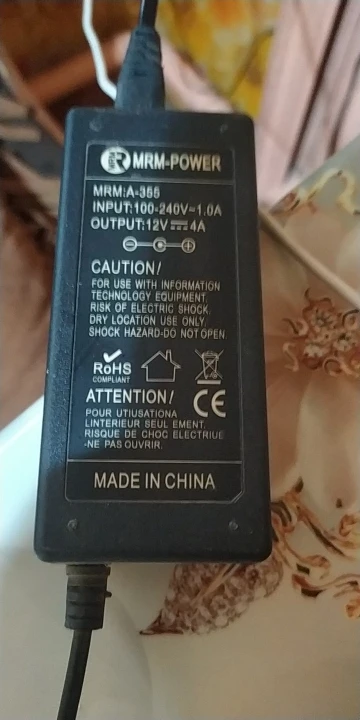 R MRM-POWER
MRM:A-355
INPUT:100-240V~1.0A
OUTPUT:12V⎓4A
CAUTION!
FOR USE WITH INFORMATION
TECHNOLOGY EQUIPMENT
RISK OF ELECTRIC SHOCK
DRY LOCATION USE ONLY
SHOCK HAZARD-DO NOT OPEN
RoHS
COMPLIANT
ATTENTION!
CE
POUR UTIUSATIONA
LINTERIEUR SEUL EMENT.
RISQUE DE CHOC ELECTRIUE
-NE PAS OUVRIR.
MADE IN CHINA